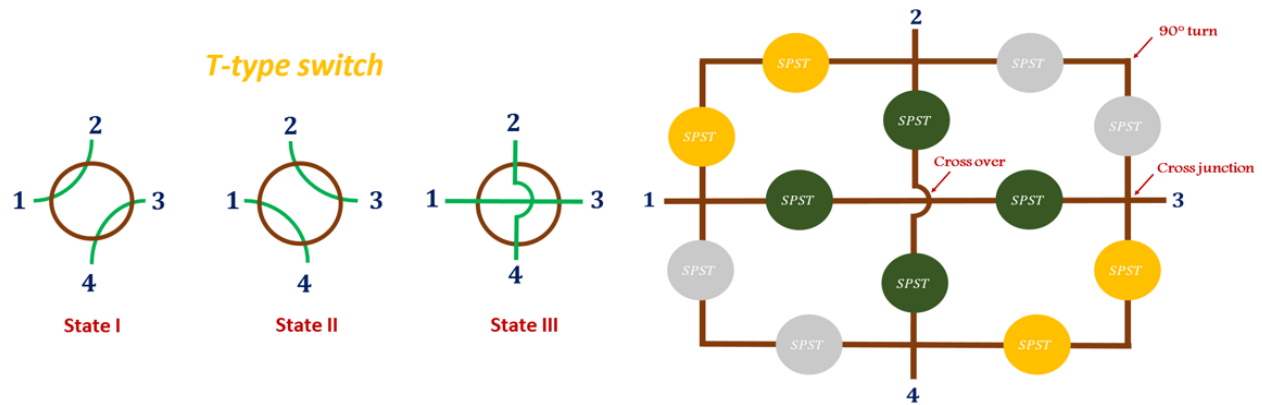 T-type switch
2
1
3
4
State I
2
1
3
4
State II
2
1
3
4
State III
2
SPST
SPST
90° turn
SPST
SPST
SPST
Cross over
Cross junction
1
SPST
SPST
3
SPST
SPST
SPST
SPST
SPST
4